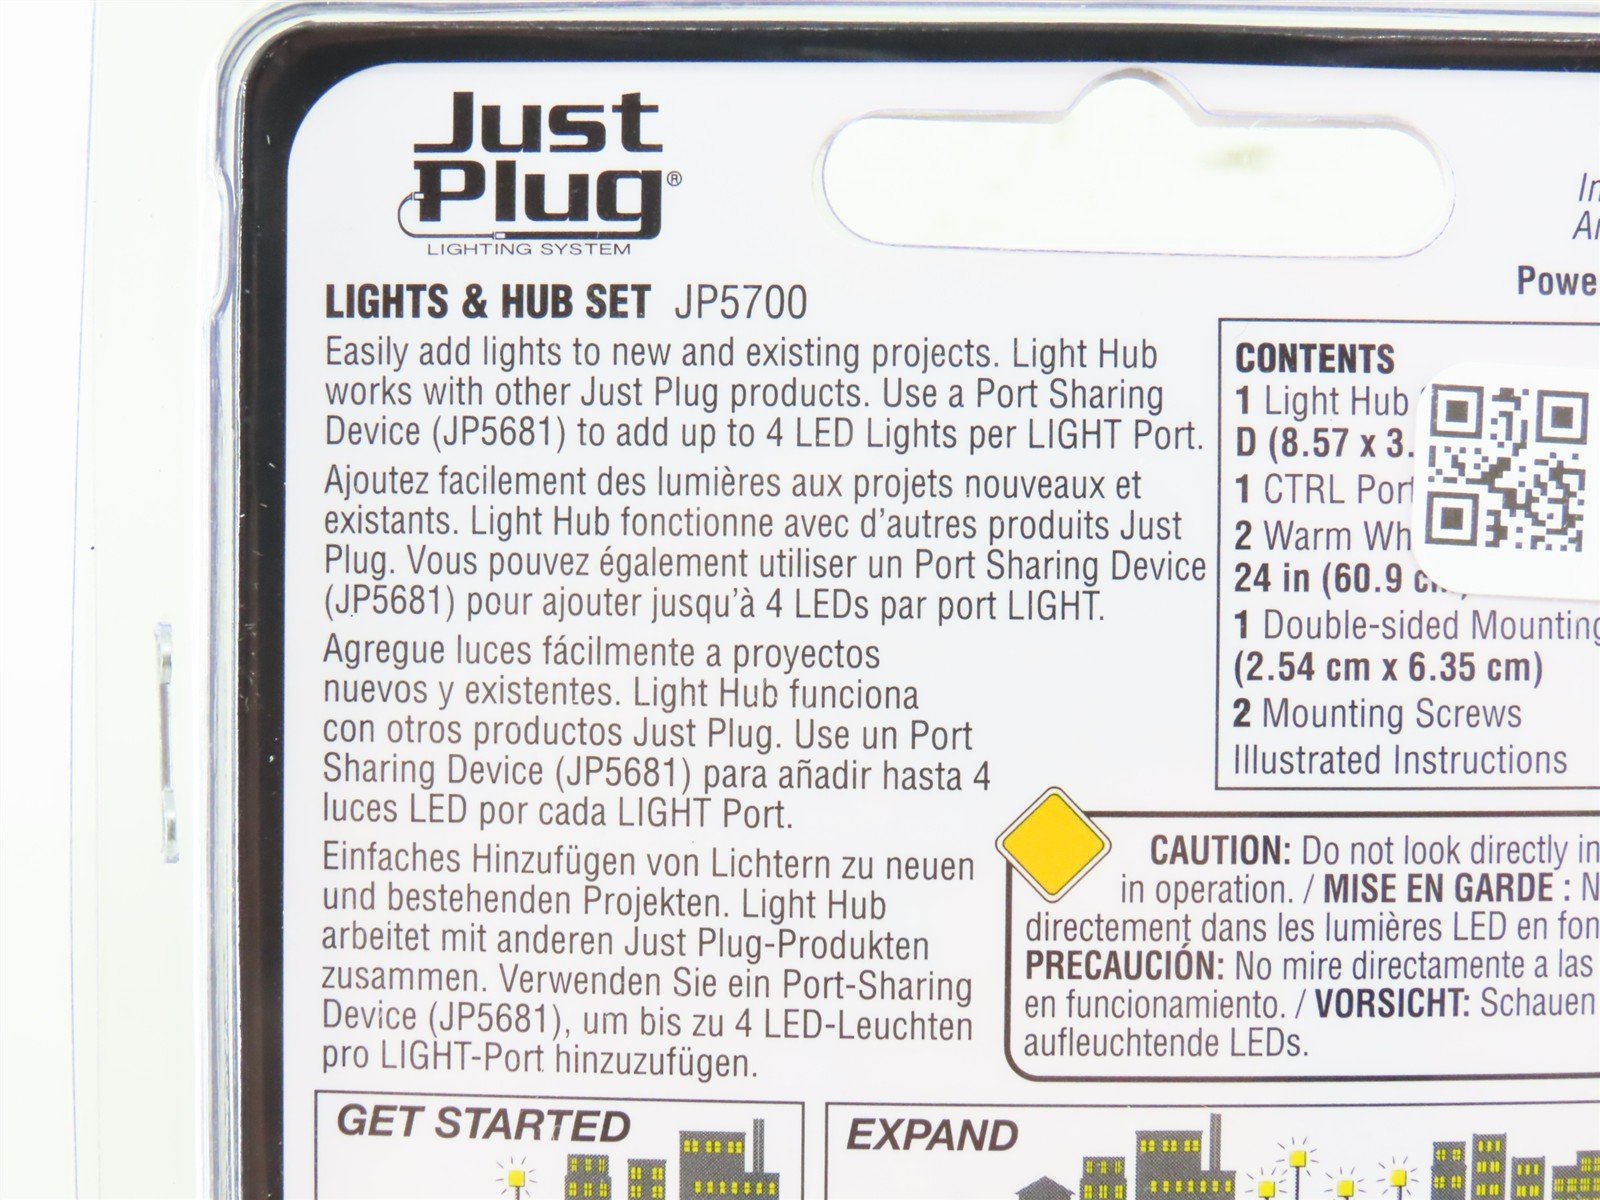 Just
Plug®
LIGHTING SYSTEM
LIGHTS & HUB SET JP5700
Easily add lights to new and existing projects. Light Hub
works with other Just Plug products. Use a Port Sharing
Device (JP5681) to add up to 4 LED Lights per LIGHT Port.
Ajoutez facilement des lumières aux projets nouveaux et
existants. Light Hub fonctionne avec d'autres produits Just
Plug. Vous pouvez également utiliser un Port Sharing Device
(JP5681) pour ajouter jusqu'à 4 LEDs par port LIGHT.
Agregue luces fácilmente a proyectos
nuevos y existentes. Light Hub funciona
con otros productos Just Plug. Use un Port
Sharing Device (JP5681) para añadir hasta 4
luces LED por cada LIGHT Port.
Einfaches Hinzufügen von Lichtern zu neuen
und bestehenden Projekten. Light Hub
arbeitet mit anderen Just Plug-Produkten
zusammen. Verwenden Sie ein Port-Sharing
Device (JP5681), um bis zu 4 LED-Leuchten
pro LIGHT-Port hinzuzufügen.
Powe
CONTENTS
1 Light Hub
D (8.57 x 3.
1 CTRL Port
2 Warm Wh
24 in (60.9 c
1 Double-sided Mounting
(2.54 cm x 6.35 cm)
2 Mounting Screws
Illustrated Instructions
CAUTION: Do not look directly in
in operation. / MISE EN GARDE : N
directement dans les lumières LED en fon
PRECAUCIÓN: No mire directamente a las
en funcionamiento. / VORSICHT: Schauen
aufleuchtende LEDs.
GET STARTED
EXPAND